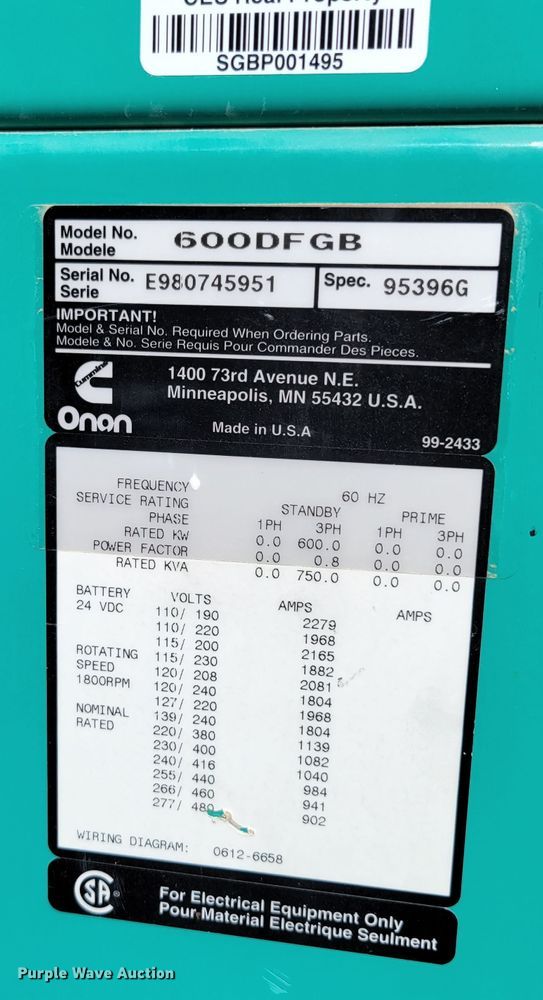 SGBP001495
Model No.
Modele
600DFGB
Serial No.
Serie
E980745951
Spec. 95396G
IMPORTANT!
Model & Serial No. Required When Ordering Parts.
Modele & No. Serie Requis Pour Commander Des Pieces.
Cummins
Onan
1400 73rd Avenue N.E.
Minneapolis, MN 55432 U.S.A.
Made in U.S.A
99-2433
FREQUENCY 60 HZ
SERVICE RATING STANDBY PRIME
PHASE 1PH 3PH 1PH 3PH
RATED KW 0.0 600.0 0.0 0.0
POWER FACTOR 0.0 0.8 0.0 0.0
RATED KVA 0.0 750.0 0.0 0.0
BATTERY
24 VDC
ROTATING
SPEED
1800RPM
NOMINAL
RATED
VOLTS AMPS AMPS
110/ 190 2279
110/ 220 1968
115/ 200 2165
115/ 230 1882
120/ 208 2081
120/ 240 1804
127/ 220 1968
139/ 240 1804
220/ 380 1139
230/ 400 1082
240/ 416 1040
255/ 440 984
266/ 460 941
277/ 480 902
WIRING DIAGRAM: 0612-6658
SA ®
For Electrical Equipment Only
Pour Material Electrique Seulment
Purple Wave Auction